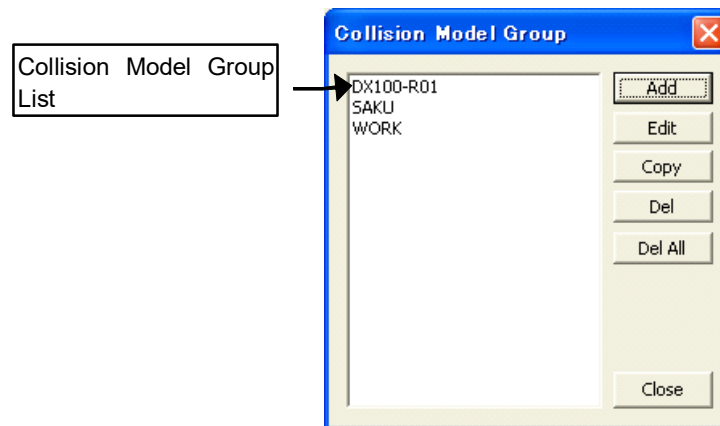 Collision Model Group
Collision Model Group
List
DX100-R01
SAKU
WORK
Add
Edit
Copy
Del
Del All
Close